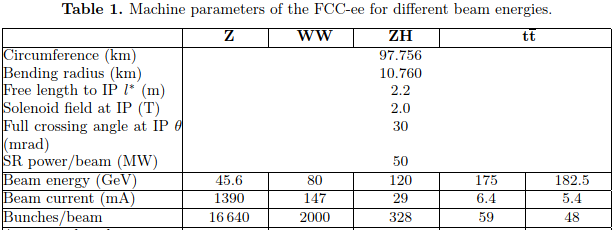 Table 1. Machine parameters of the FCC-ee for different beam energies.
Z WW ZH tt̄
Circumference (km) 97.756
Bending radius (km) 10.760
Free length to IP l* (m) 2.2
Solenoid field at IP (T) 2.0
Full crossing angle at IP θ 30
(mrad)
SR power/beam (MW) 50
Beam energy (GeV) 45.6 80 120 175 182.5
Beam current (mA) 1390 147 29 6.4 5.4
Bunches/beam 16 640 2000 328 59 48